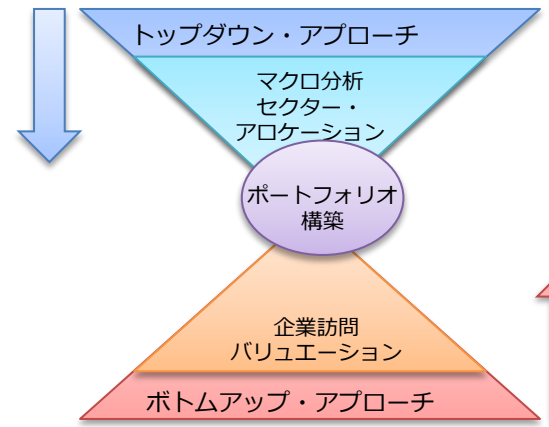 トップダウン・アプローチ
マクロ分析
セクター・
アロケーション
ポートフォリオ
構築
企業訪問
バリュエーション
ボトムアップ・アプローチ